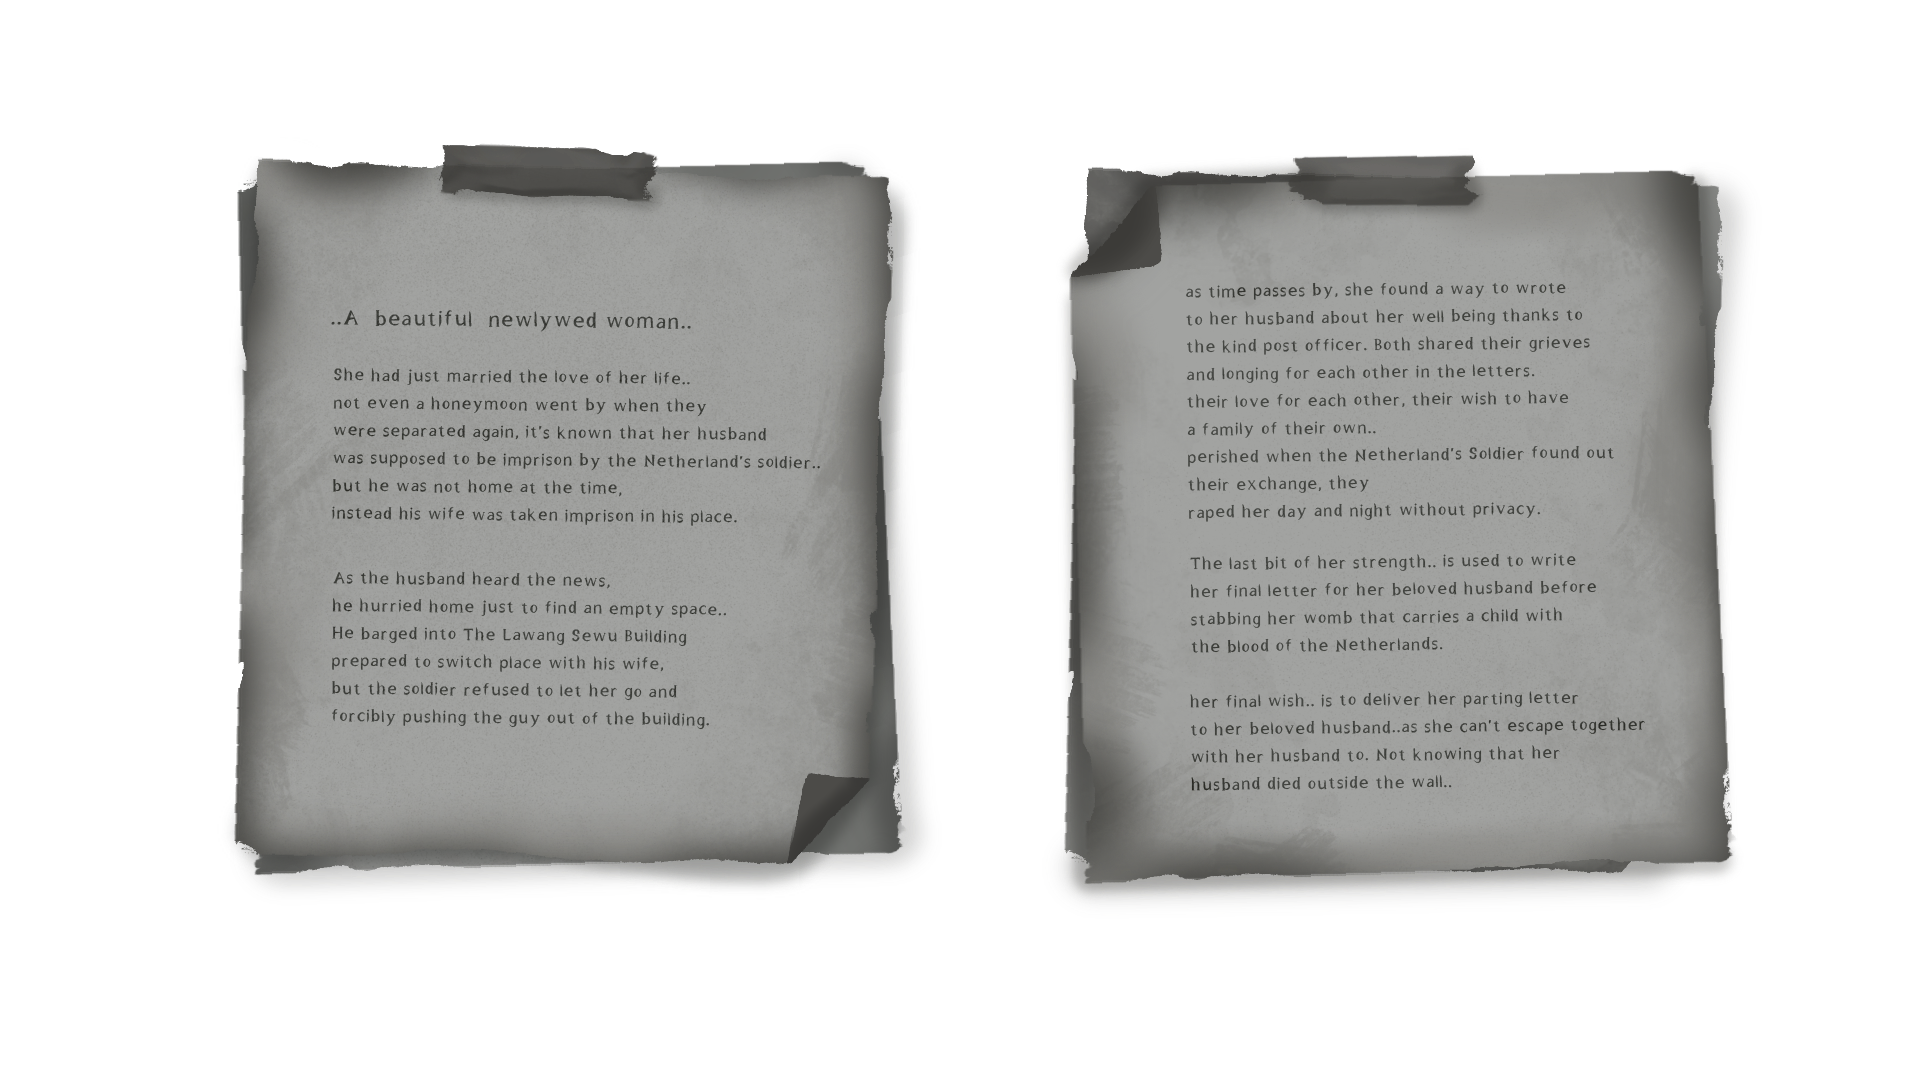 ..A beautiful newlywed woman..
She had just married the love of her life..
not even a honeymoon went by when they
were separated again, it's known that her husband
was supposed to be imprison by the Netherland's soldier..
but he was not home at the time,
instead his wife was taken imprison in his place.
As the husband heard the news,
he hurried home just to find an empty space..
He barged into The Lawang Sewu Building
prepared to switch place with his wife,
but the soldier refused to let her go and
forcibly pushing the guy out of the building.
as time passes by, she found a way to wrote
to her husband about her well being thanks to
the kind post officer. Both shared their grieves
and longing for each other in the letters.
their love for each other, their wish to have
a family of their own..
perished when the Netherland's Soldier found out
their exchange, they
raped her day and night without privacy.
The last bit of her strength.. is used to write
her final letter for her beloved husband before
stabbing her womb that carries a child with
the blood of the Netherlands.
her final wish.. is to deliver her parting letter
to her beloved husband..as she can't escape together
with her husband to. Not knowing that her
husband died outside the wall..